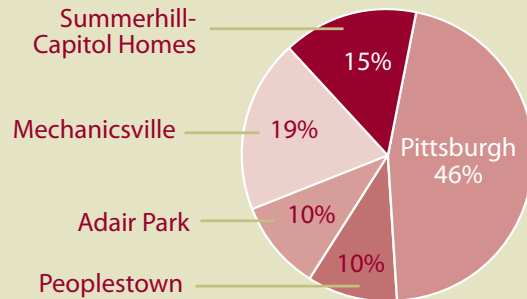 Summerhill-
Capitol Homes
15%
Pittsburgh
46%
Mechanicsville
19%
Adair Park
10%
Peoplestown
10%